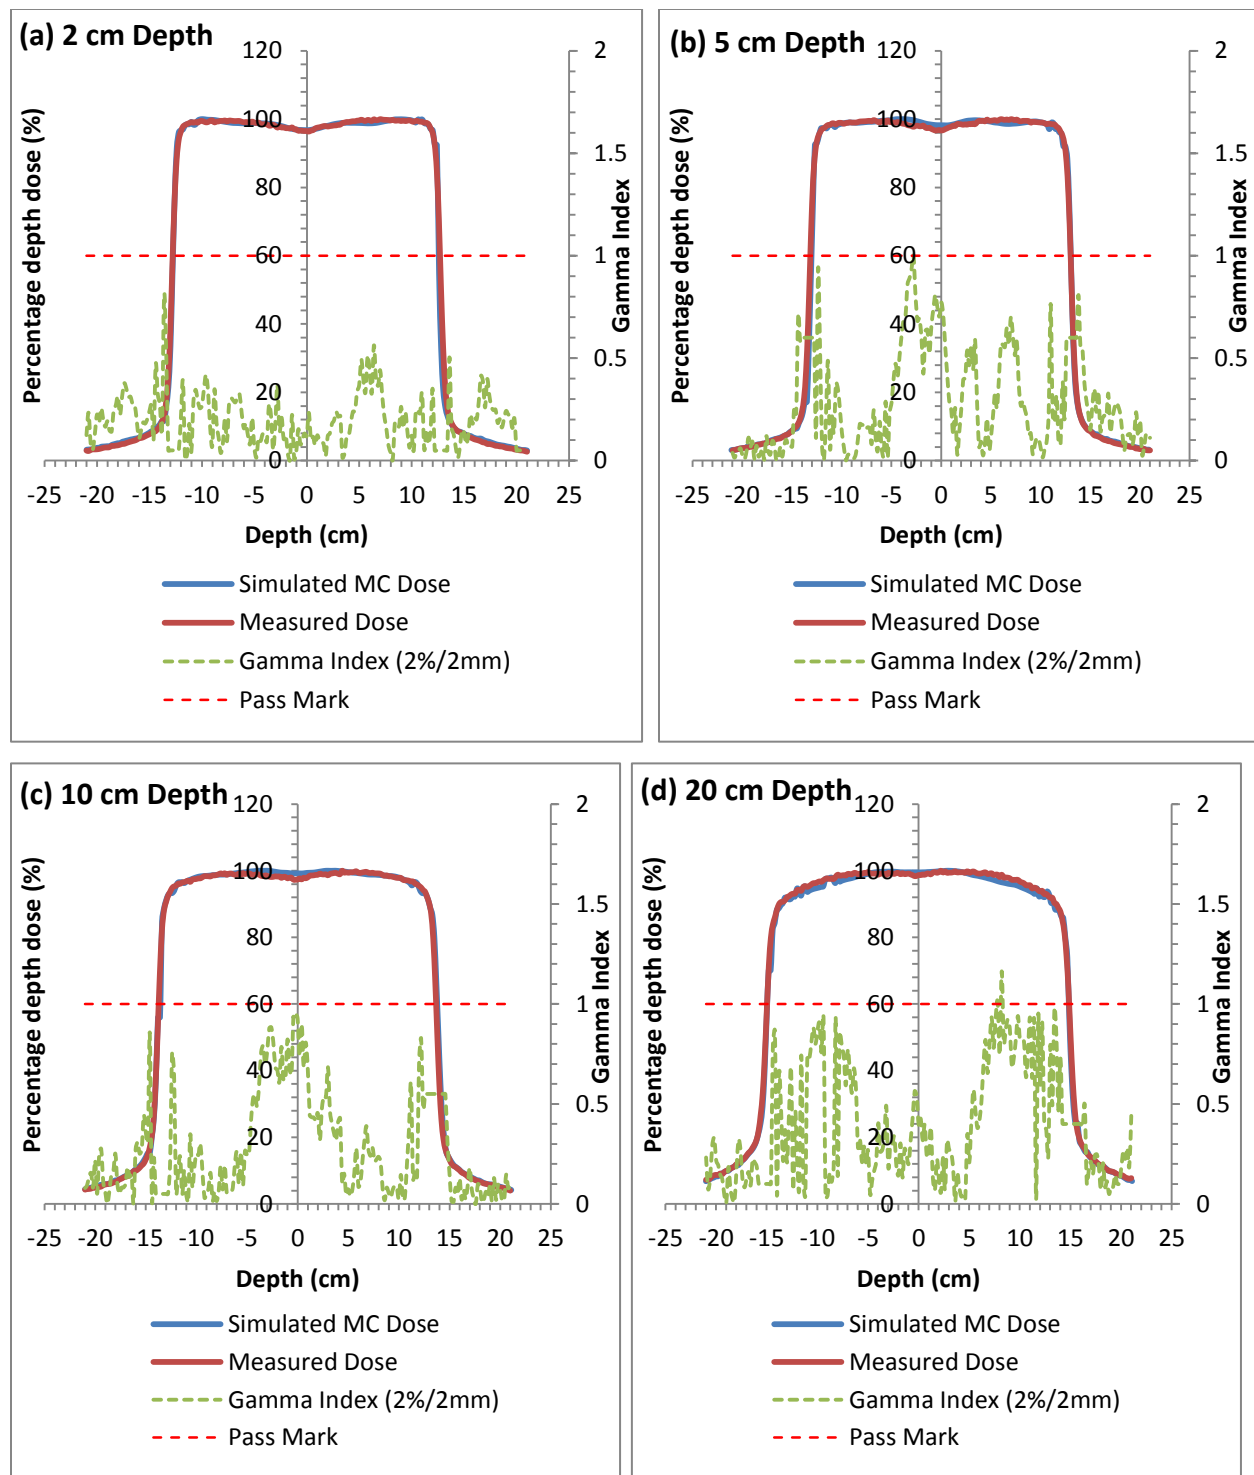 (a) 2 cm Depth
120
100
80
60
40
20
0
2
1.5
1
0.5
0
Percentage depth dose (%)
Gamma Index
-25 -20 -15 -10 -5 0 5 10 15 20 25
Depth (cm)
Simulated MC Dose
Measured Dose
Gamma Index (2%/2mm)
Pass Mark
(b) 5 cm Depth
120
100
80
60
40
20
0
2
1.5
1
0.5
0
Percentage depth dose (%)
Gamma Index
-25 -20 -15 -10 -5 0 5 10 15 20 25
Depth (cm)
Simulated MC Dose
Measured Dose
Gamma Index (2%/2mm)
Pass Mark
(c) 10 cm Depth
120
100
80
60
40
20
0
2
1.5
1
0.5
0
Percentage depth dose (%)
Gamma Index
-25 -20 -15 -10 -5 0 5 10 15 20 25
Depth (cm)
Simulated MC Dose
Measured Dose
Gamma Index (2%/2mm)
Pass Mark
(d) 20 cm Depth
120
100
80
60
40
20
0
2
1.5
1
0.5
0
Percentage depth dose (%)
Gamma Index
-25 -20 -15 -10 -5 0 5 10 15 20 25
Depth (cm)
Simulated MC Dose
Measured Dose
Gamma Index (2%/2mm)
Pass Mark